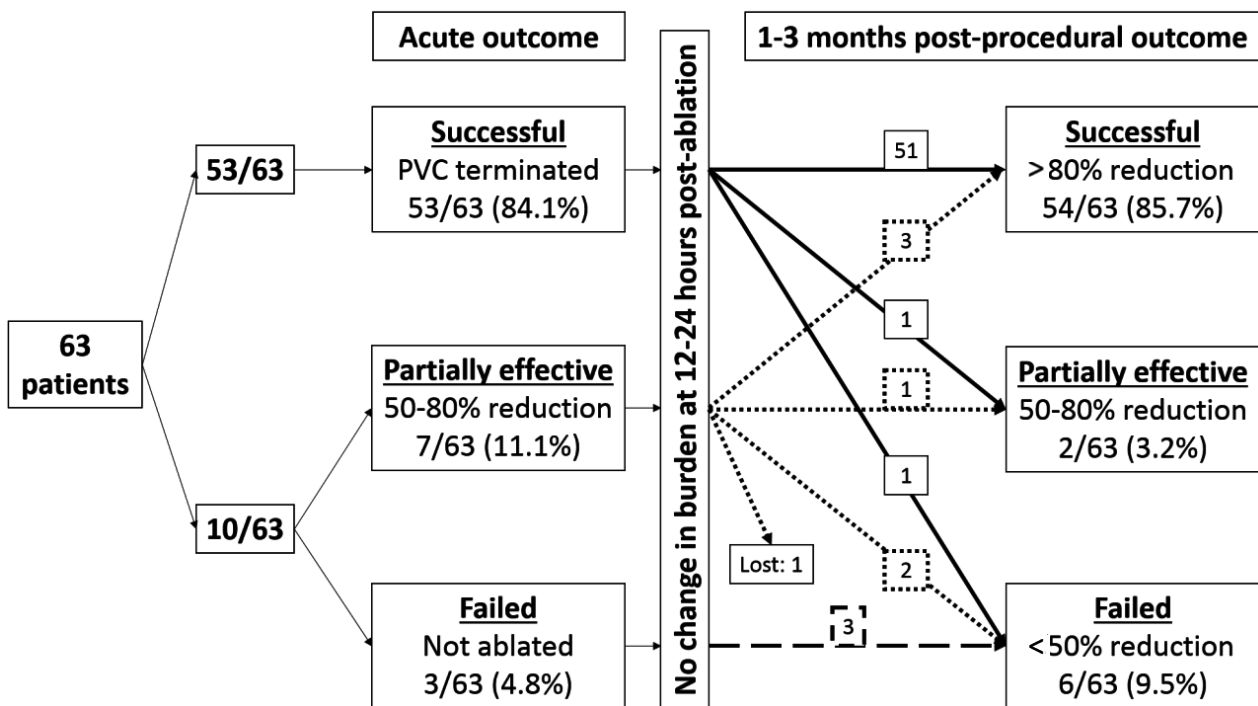 Acute outcome
1-3 months post-procedural outcome
63
patients
53/63
10/63
Successful
PVC terminated
53/63 (84.1%)
Partially effective
50-80% reduction
7/63 (11.1%)
Failed
Not ablated
3/63 (4.8%)
No change in burden at 12-24 hours post-ablation
51
3
1
1
1
2
Lost: 1
3
Successful
>80% reduction
54/63 (85.7%)
Partially effective
50-80% reduction
2/63 (3.2%)
Failed
<50% reduction
6/63 (9.5%)